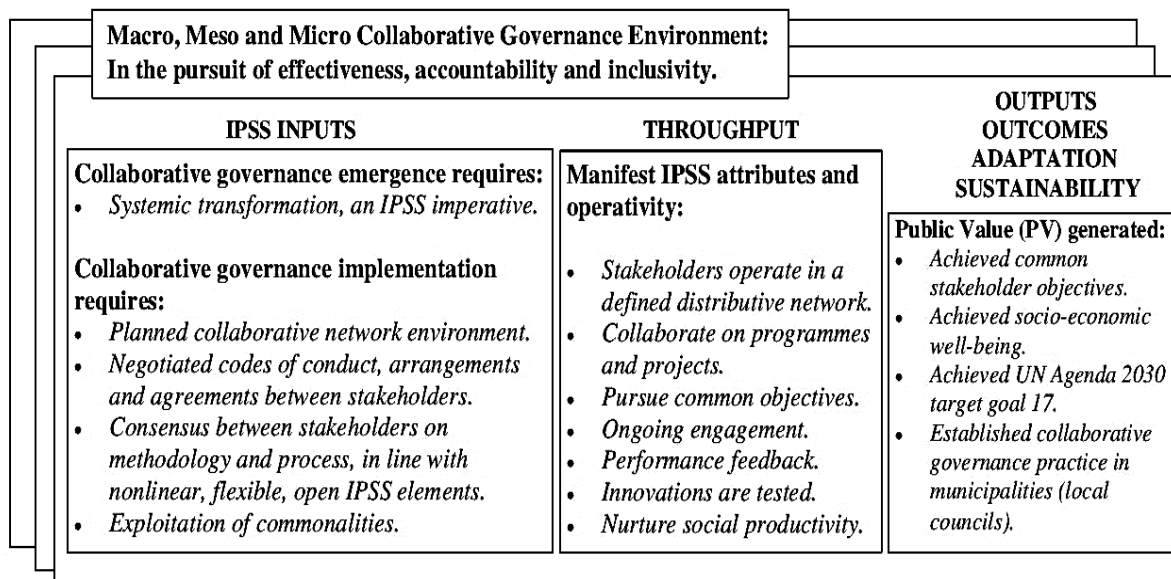 Macro, Meso and Micro Collaborative Governance Environment:
In the pursuit of effectiveness, accountability and inclusivity.
IPSS INPUTS
Collaborative governance emergence requires:
• Systemic transformation, an IPSS imperative.
Collaborative governance implementation
requires:
• Planned collaborative network environment.
• Negotiated codes of conduct, arrangements
and agreements between stakeholders.
• Consensus between stakeholders on
methodology and process, in line with
nonlinear, flexible, open IPSS elements.
• Exploitation of commonalities.
THROUGHPUT
Manifest IPSS attributes and
operativity:
• Stakeholders operate in a
defined distributive network.
• Collaborate on programmes
and projects.
• Pursue common objectives.
• Ongoing engagement.
• Performance feedback.
• Innovations are tested.
• Nurture social productivity.
OUTPUTS
OUTCOMES
ADAPTATION
SUSTAINABILITY
Public Value (PV) generated:
• Achieved common
stakeholder objectives.
• Achieved socio-economic
well-being.
• Achieved UN Agenda 2030
target goal 17.
• Established collaborative
governance practice in
municipalities (local
councils).